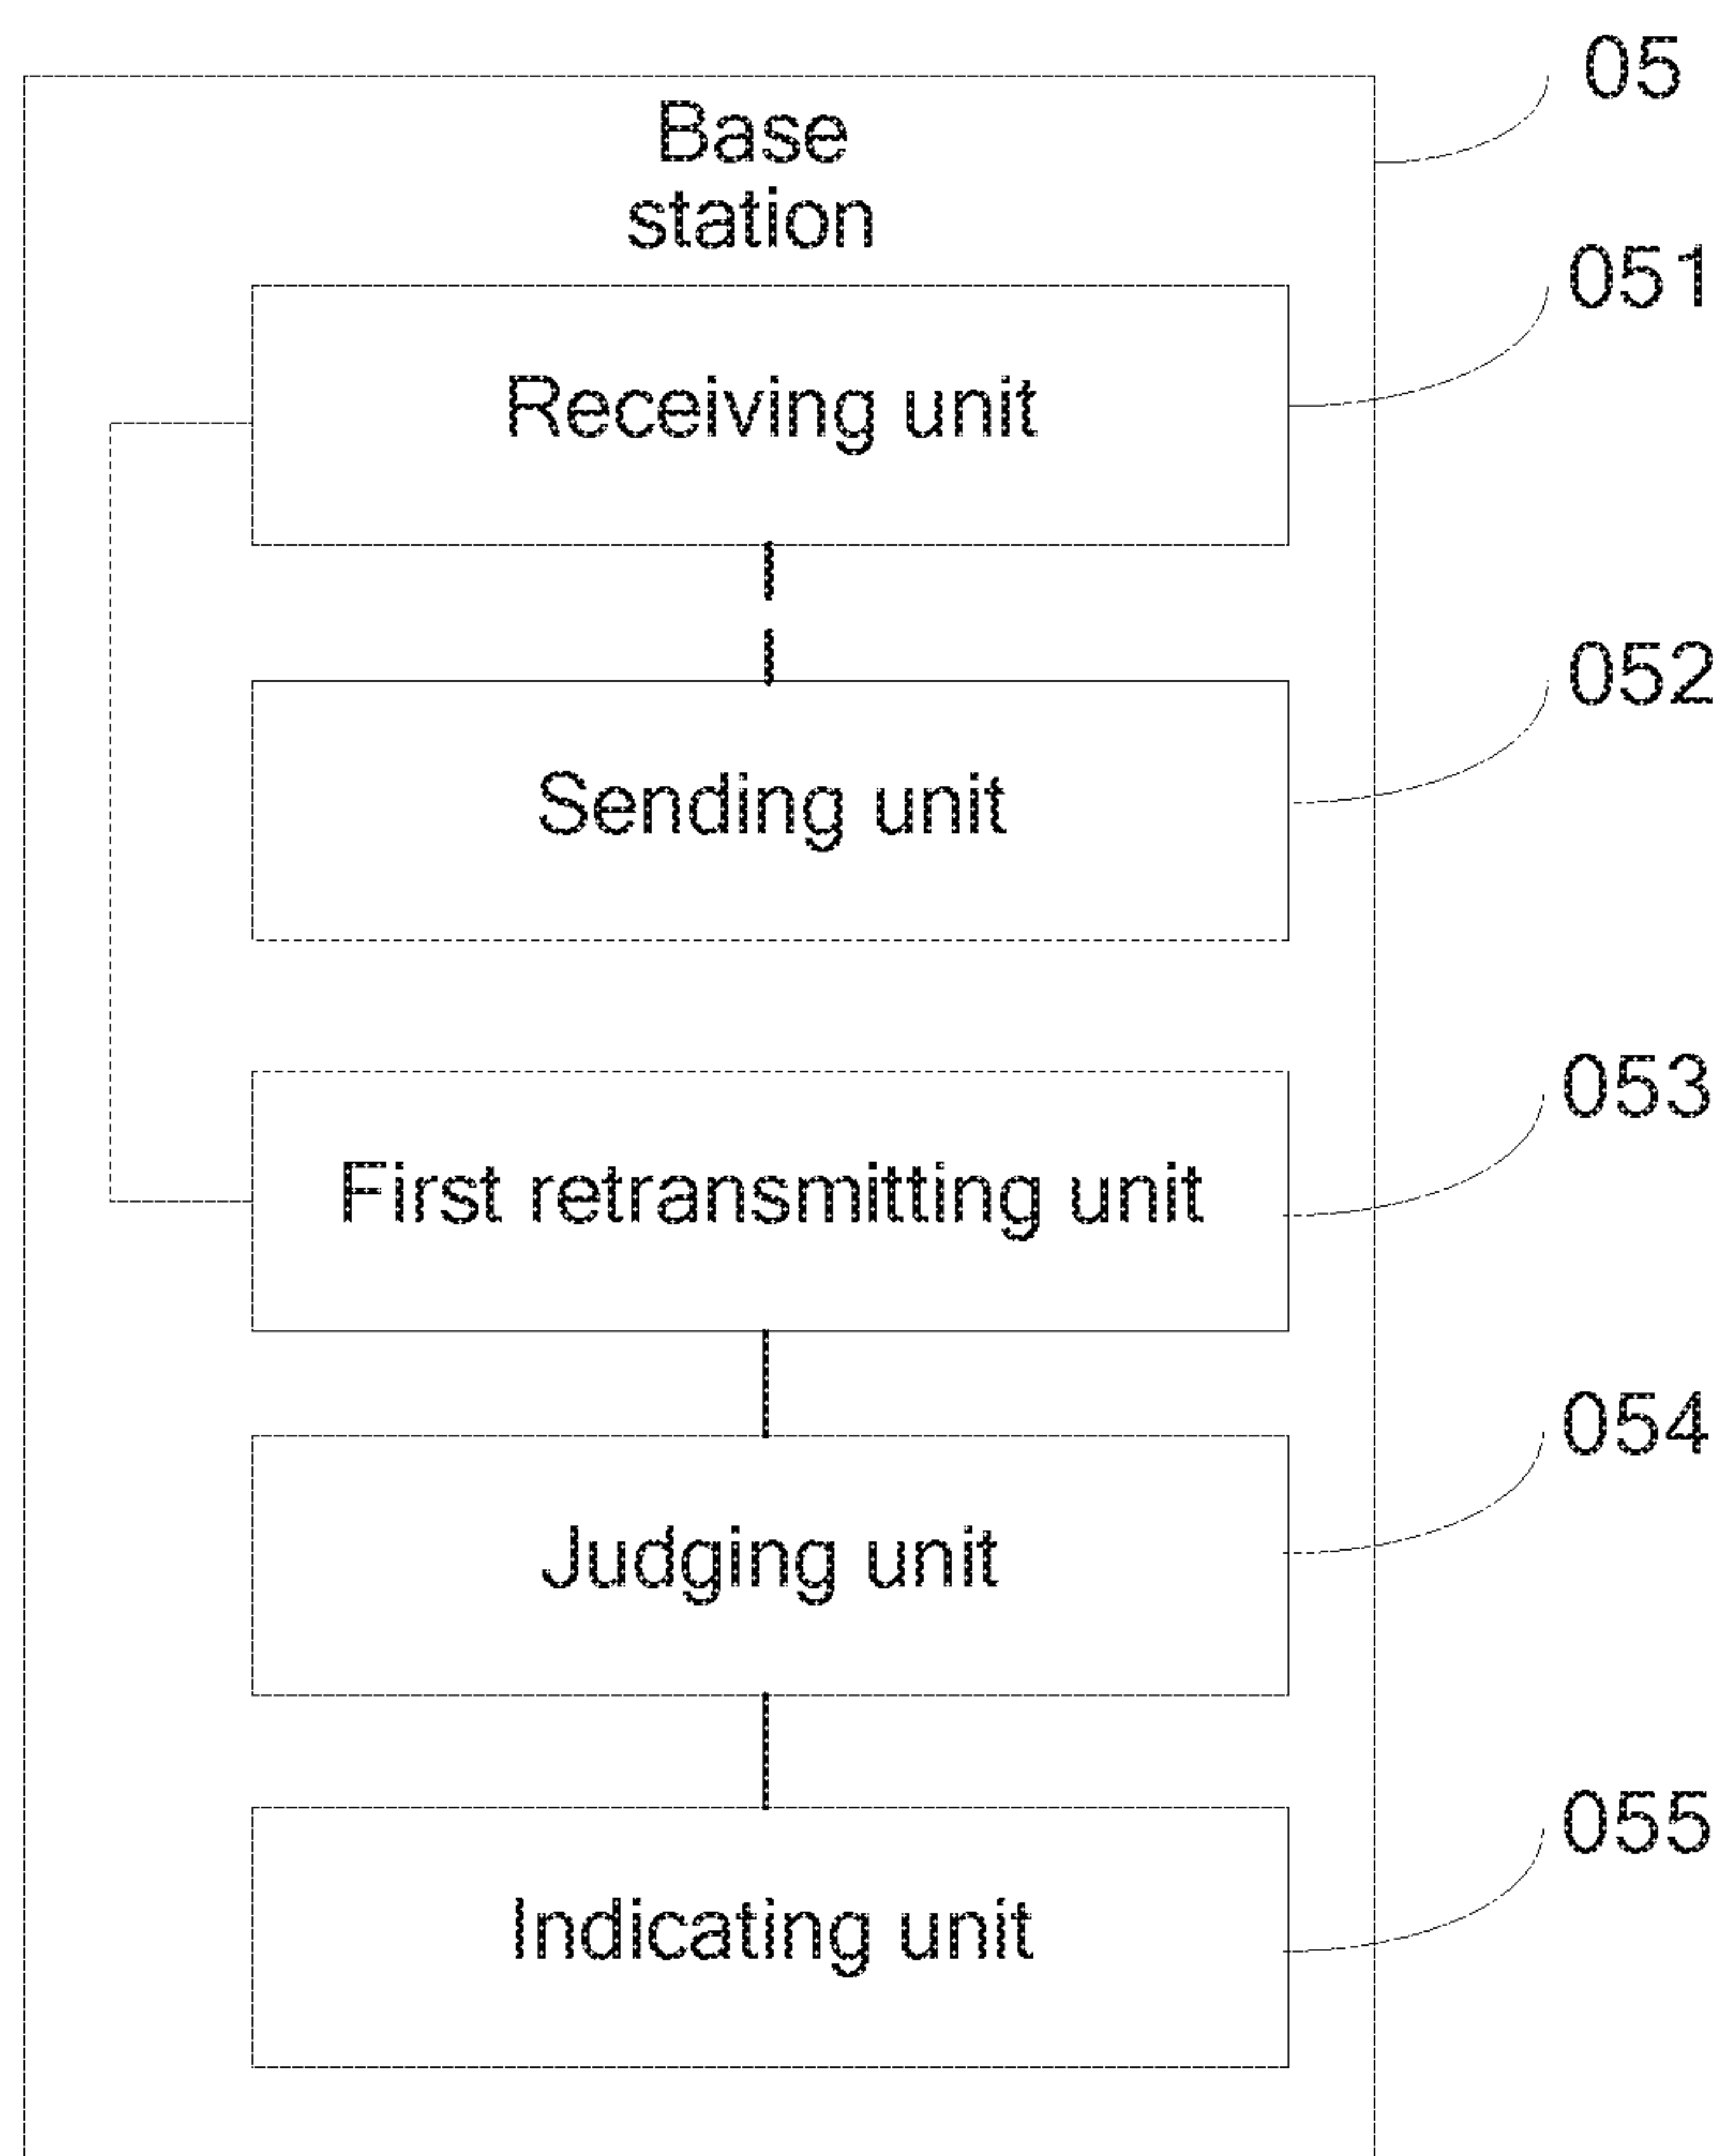 05
Base
station
051
Receiving unit
052
Sending unit
053
First retransmitting unit
054
Judging unit
055
Indicating unit